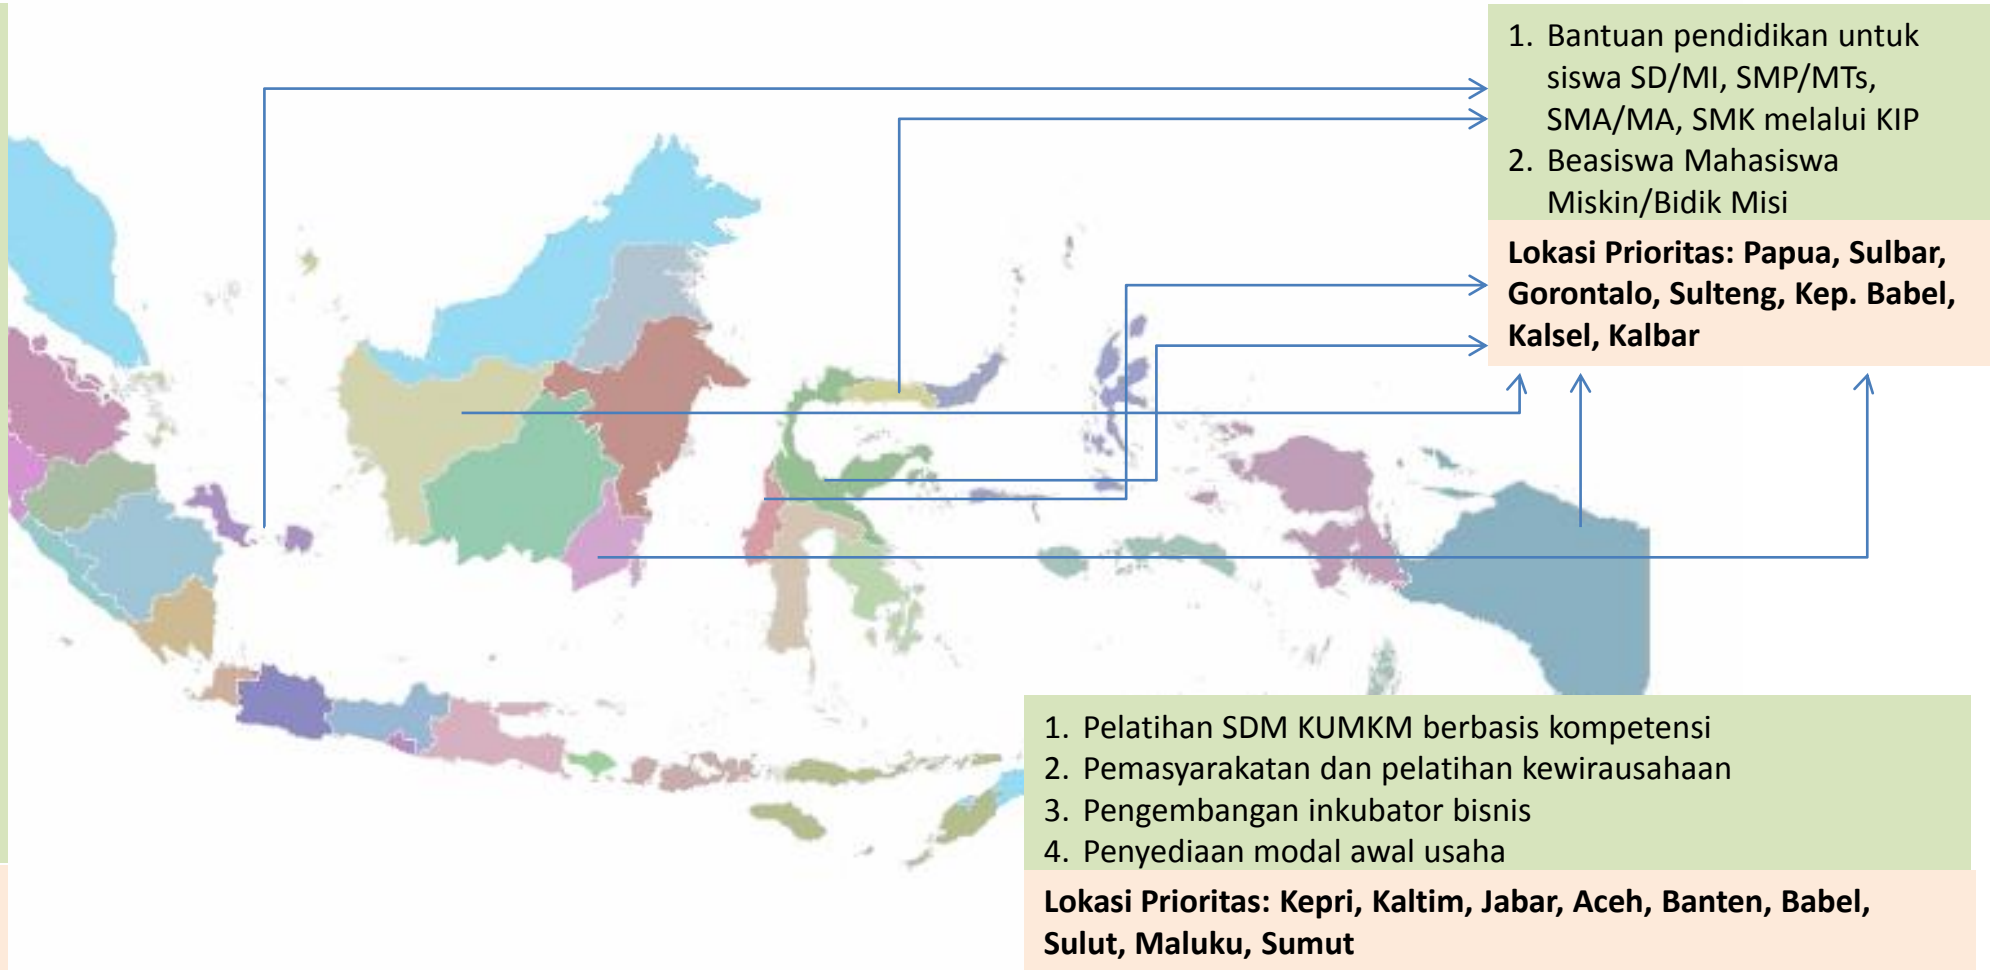 1. Bantuan pendidikan untuk
siswa SD/MI, SMP/MTs,
SMA/MA, SMK melalui KIP
2. Beasiswa Mahasiswa
Miskin/Bidik Misi
Lokasi Prioritas: Papua, Sulbar,
Gorontalo, Sulteng, Kep. Babel,
Kalsel, Kalbar
1. Pelatihan SDM KUMKM berbasis kompetensi
2. Pemasyarakatan dan pelatihan kewirausahaan
3. Pengembangan inkubator bisnis
4. Penyediaan modal awal usaha
Lokasi Prioritas: Kepri, Kaltim, Jabar, Aceh, Banten, Babel,
Sulut, Maluku, Sumut